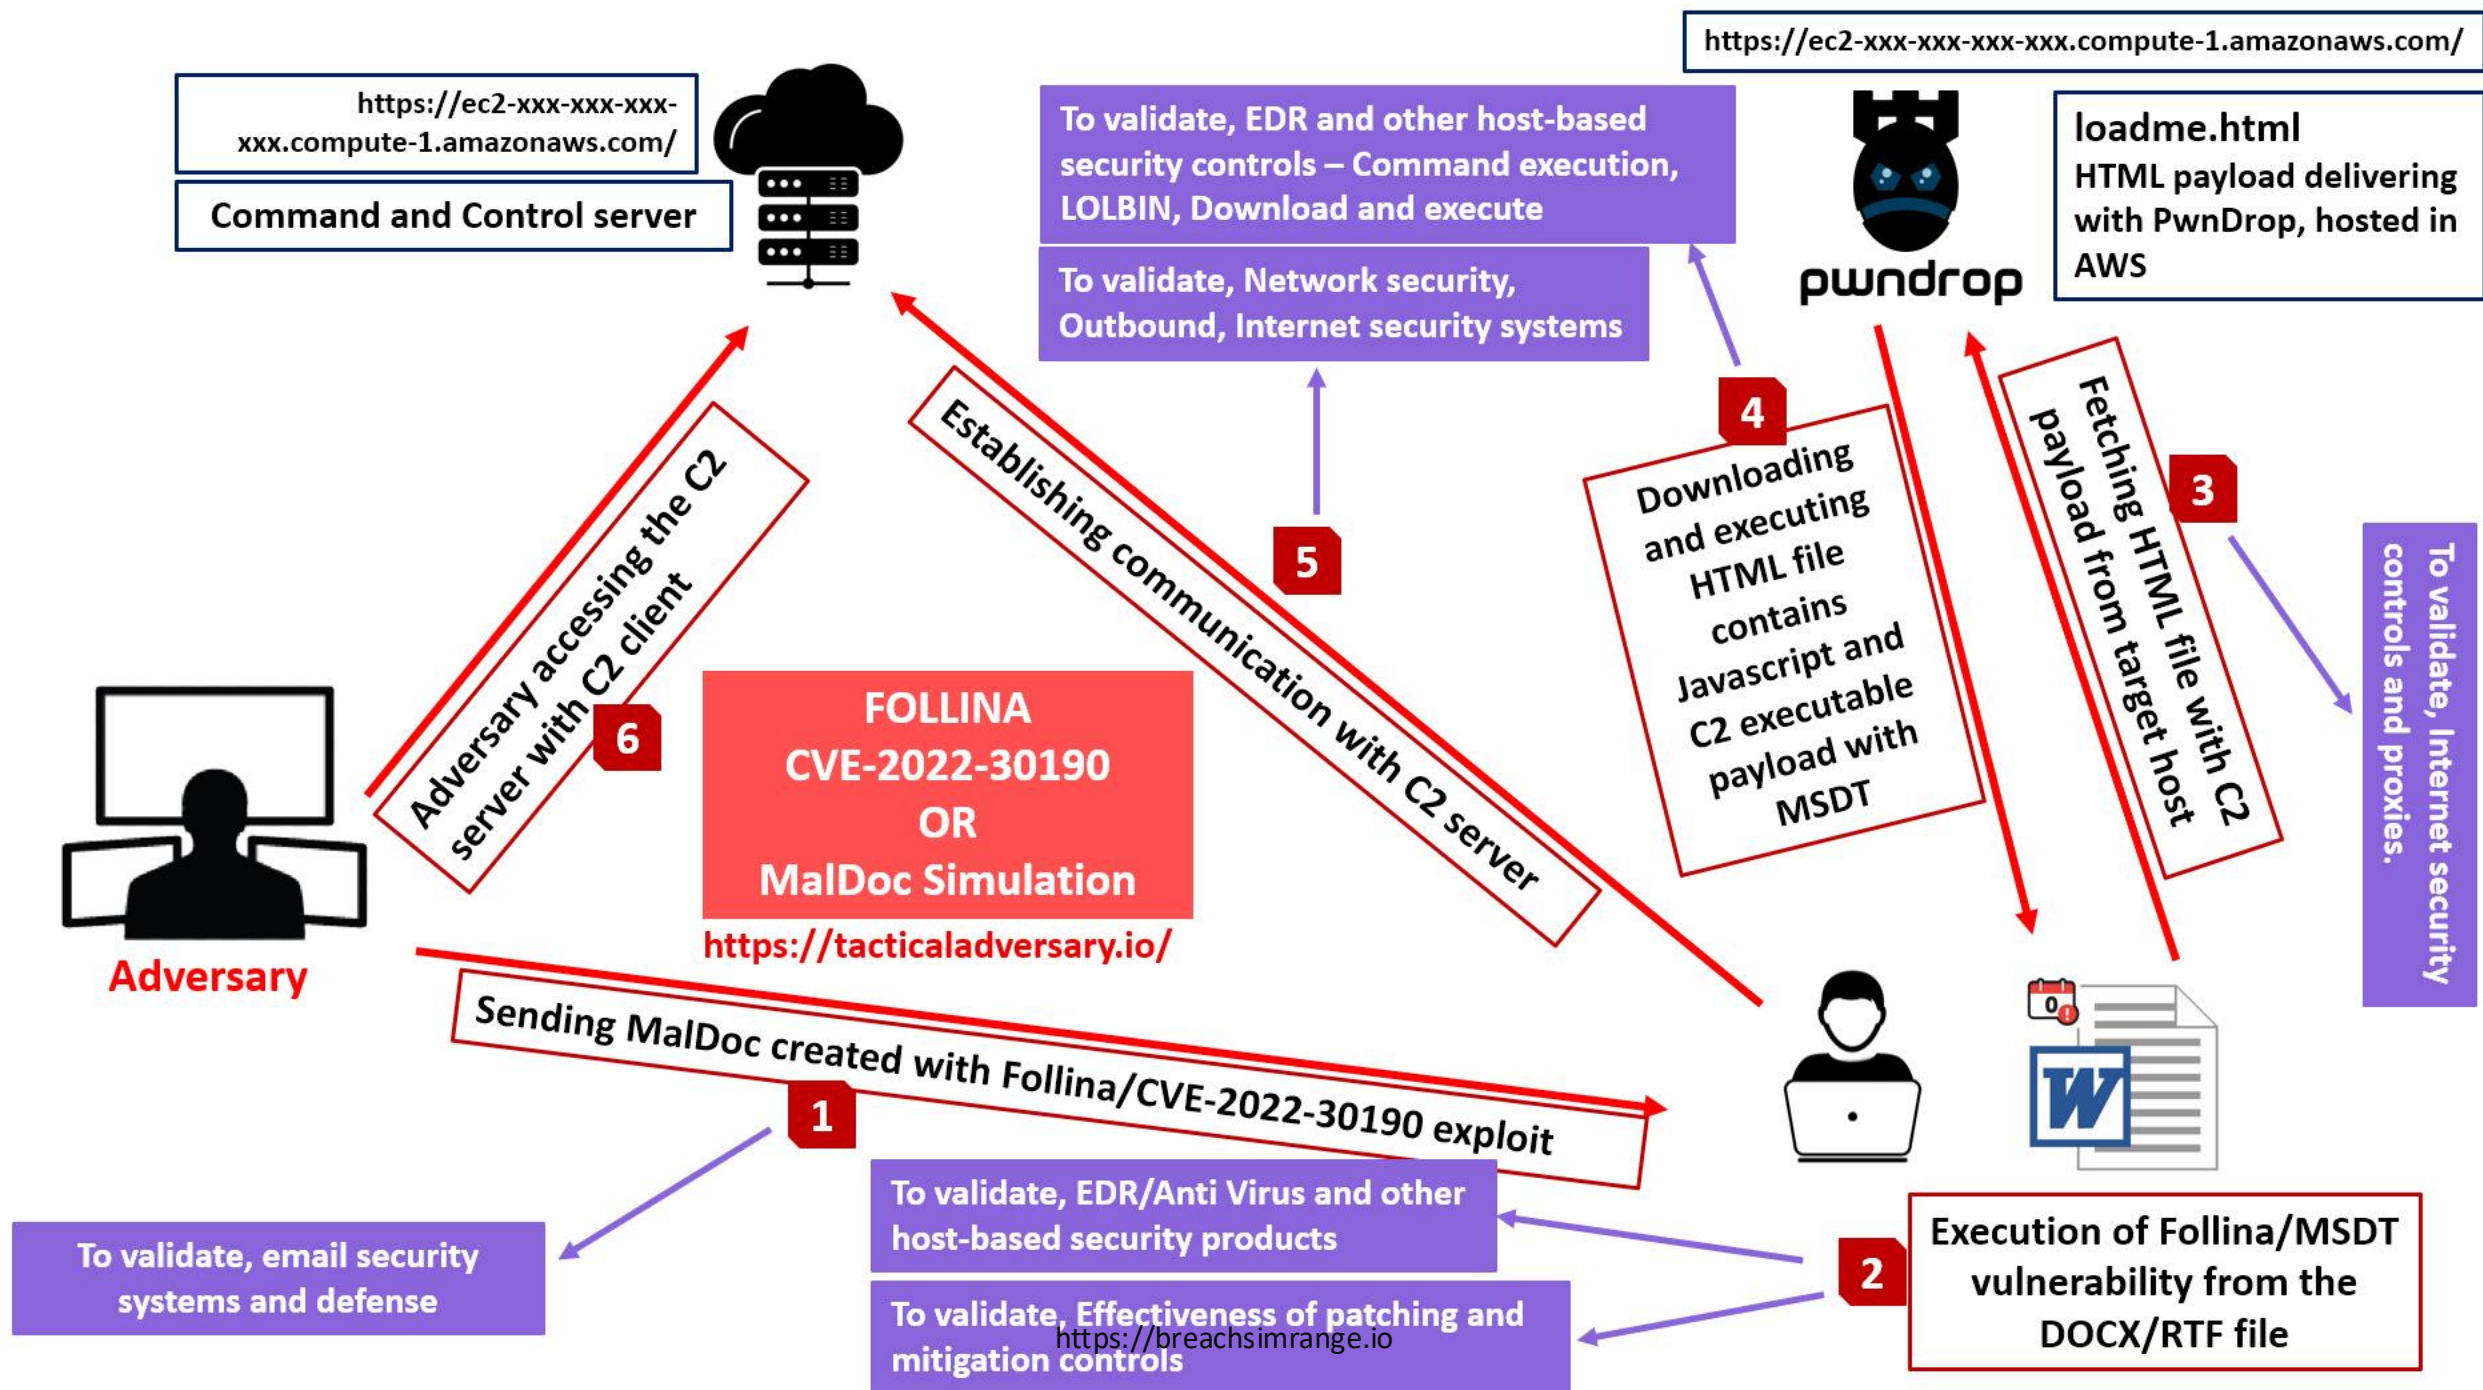 https://ec2-xxx-xxx-xxx-xxx.compute-1.amazonaws.com/
https://ec2-xxx-xxx-xxx-
xxx.compute-1.amazonaws.com/
Command and Control server
To validate, EDR and other host-based
security controls – Command execution,
LOLBIN, Download and execute
To validate, Network security,
Outbound, Internet security systems
pwndrop
loadme.html
HTML payload delivering
with PwnDrop, hosted in
AWS
Adversary accessing the C2
server with C2 client
6
Establishing communication with C2 server
5
4
Downloading
and executing
HTML file
contains
Javascript and
C2 executable
payload with
MSDT
Fetching HTML file with C2
payload from target host
3
To validate, Internet security
controls and proxies.
FOLLINA
CVE-2022-30190
OR
MalDoc Simulation
https://tacticaladversary.io/
Adversary
Sending MalDoc created with Follina/CVE-2022-30190 exploit
1
0
!
W
To validate, email security
systems and defense
To validate, EDR/Anti Virus and other
host-based security products
To validate, Effectiveness of patching and
mitigation controls
https://breachsimrange.io
2
Execution of Follina/MSDT
vulnerability from the
DOCX/RTF file